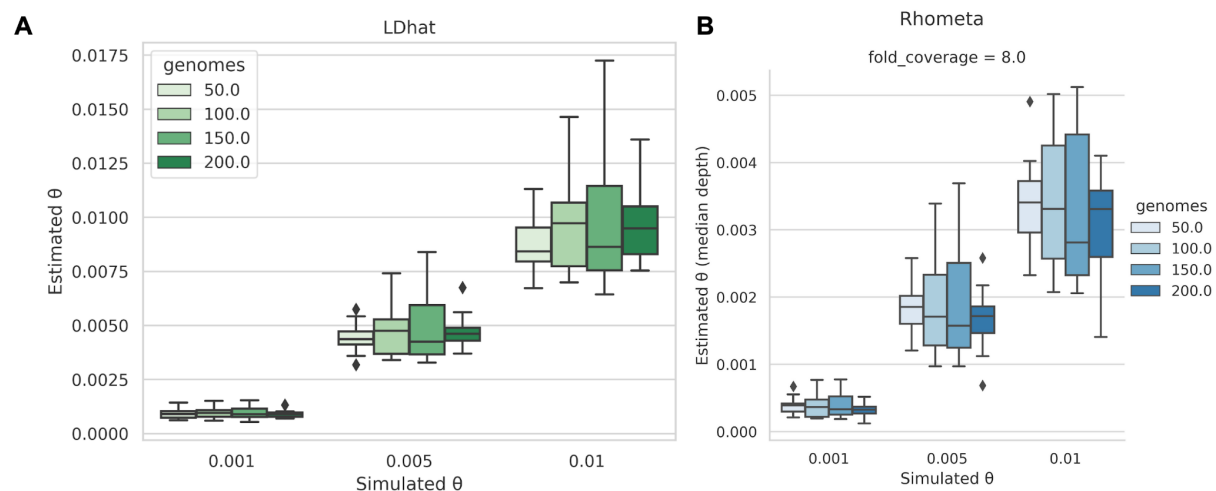 A
LDhat
genomes
50.0
100.0
150.0
200.0
Estimated θ
0.0175
0.0150
0.0125
0.0100
0.0075
0.0050
0.0025
0.0000
0.001
0.005
0.01
Simulated θ
B
Rhometa
fold_coverage = 8.0
Estimated θ (median depth)
0.005
0.004
0.003
0.002
0.001
0.000
0.001
0.005
0.01
Simulated θ
genomes
50.0
100.0
150.0
200.0